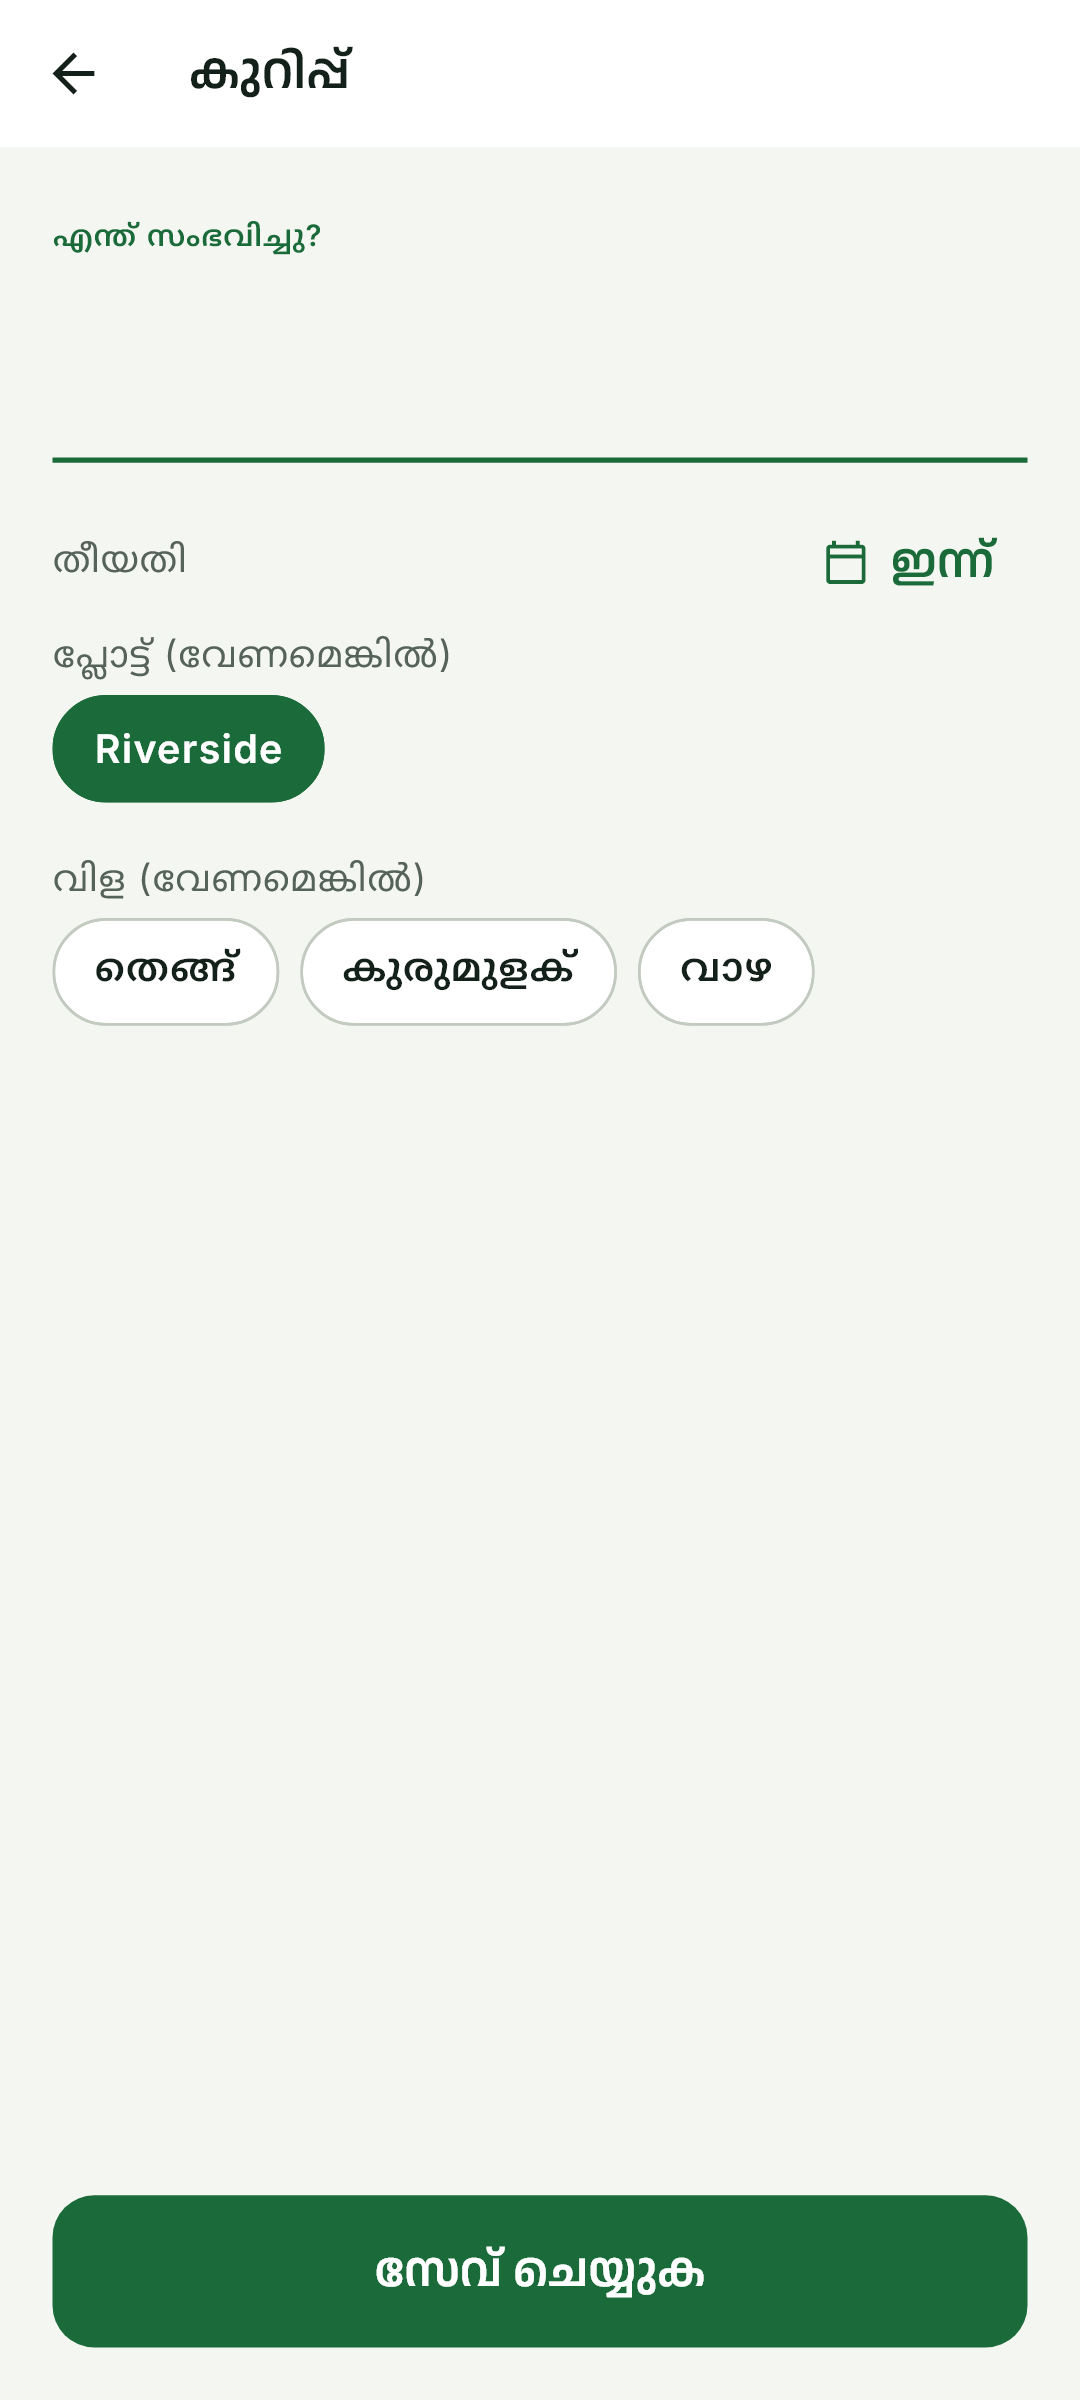 കുറിപ്പ്
എന്ത് സംഭവിച്ചു?
തീയതി
ഇന്ന്
പ്ലോട്ട് (വേണമെങ്കിൽ)
Riverside
വിള (വേണമെങ്കിൽ)
തെങ്ങ് കുരുമുളക് വാഴ
സേവ് ചെയ്യുക